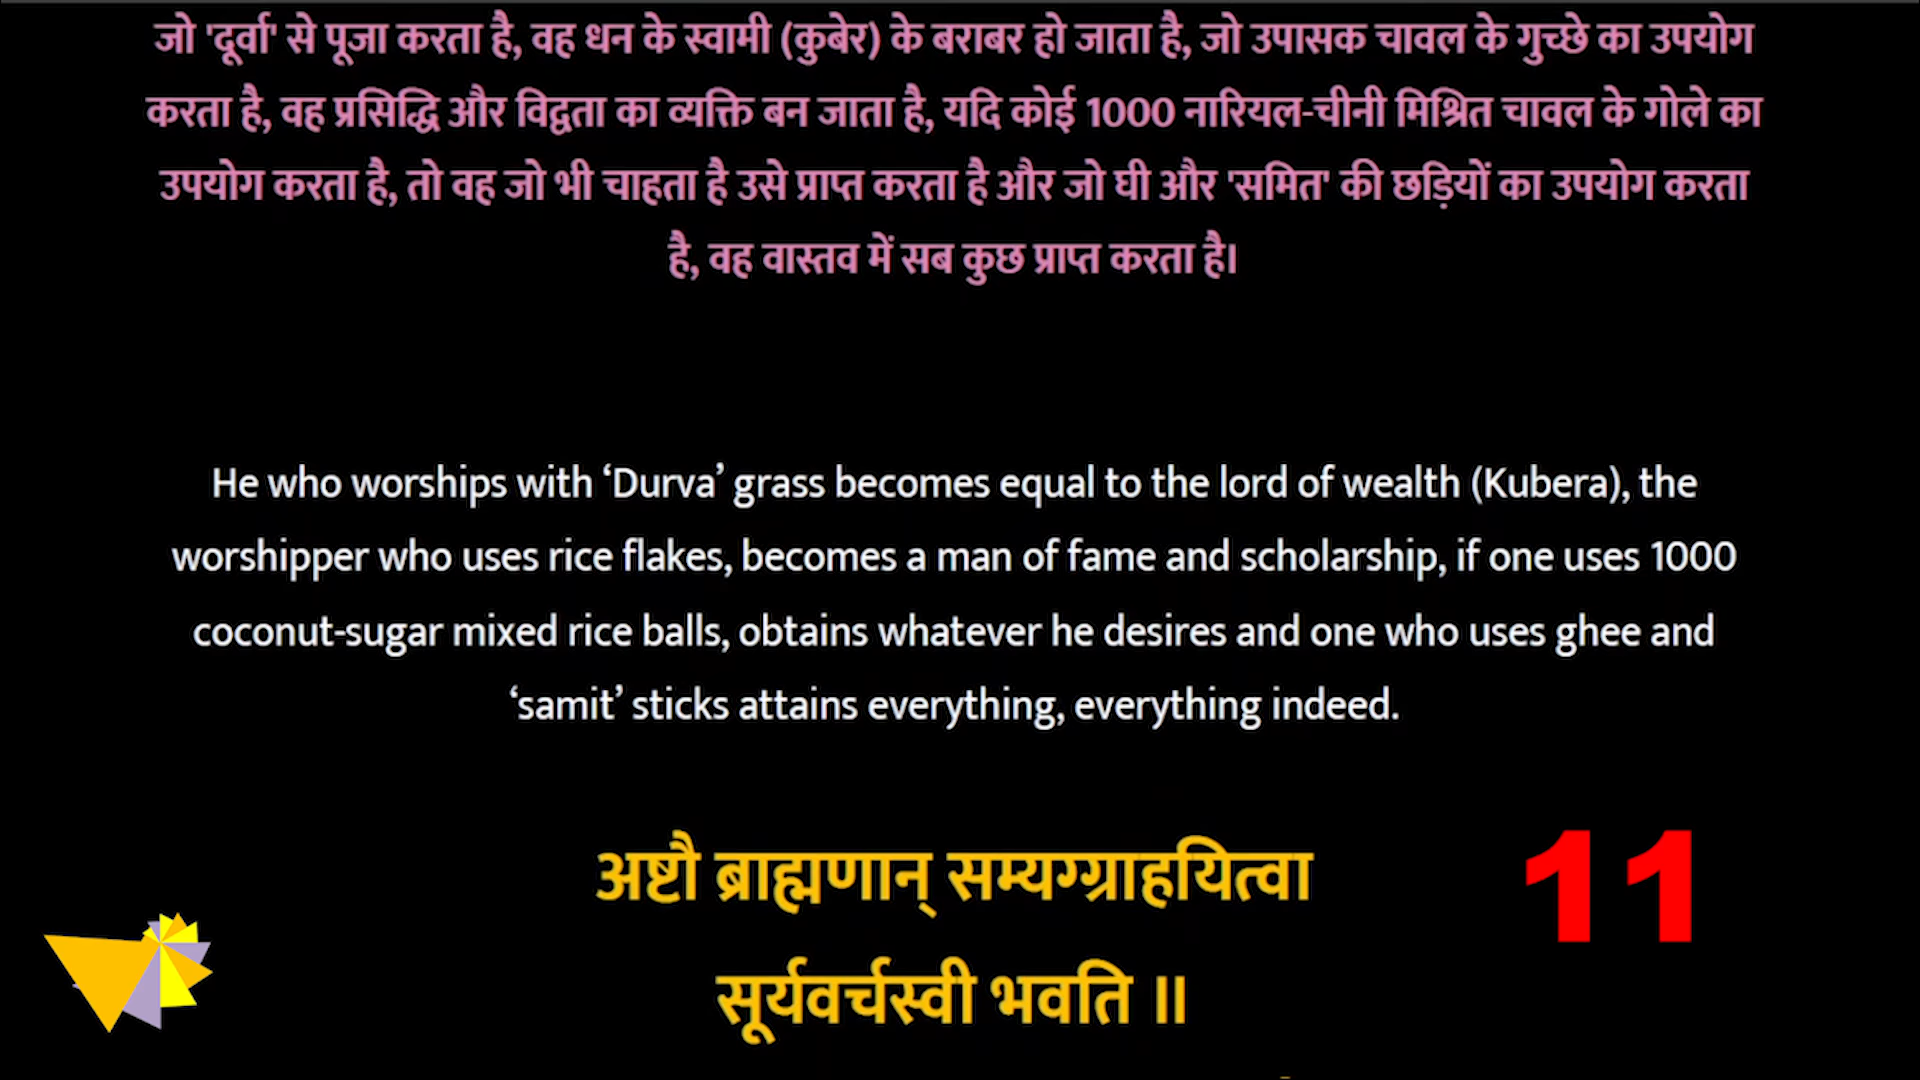 जो 'दूर्वा' से पूजा करता है, वह धन के स्वामी (कुबेर) के बराबर हो जाता है, जो उपासक चावल के गुच्छे का उपयोग
करता है, वह प्रसिद्धि और विद्वता का व्यक्ति बन जाता है, यदि कोई 1000 नारियल-चीनी मिश्रित चावल के गोले का
उपयोग करता है, तो वह जो भी चाहता है उसे प्राप्त करता है और जो घी और 'समित' की छड़ियों का उपयोग करता
है, वह वास्तव में सब कुछ प्राप्त करता है।
He who worships with ‘Durva’ grass becomes equal to the lord of wealth (Kubera), the
worshipper who uses rice flakes, becomes a man of fame and scholarship, if one uses 1000
coconut-sugar mixed rice balls, obtains whatever he desires and one who uses ghee and
‘samit’ sticks attains everything, everything indeed.
अष्टौ ब्राह्मणान् सम्यग्ग्राहयित्वा
11
सूर्यवर्चस्वी भवति ॥